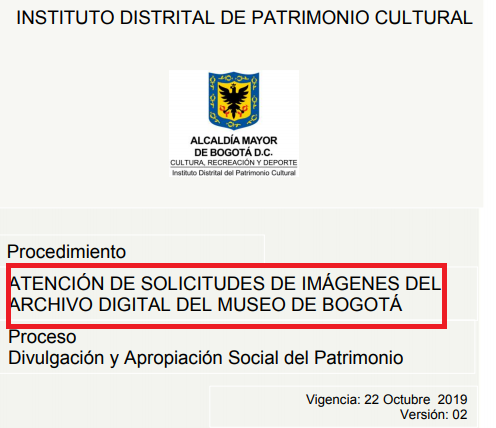 INSTITUTO DISTRITAL DE PATRIMONIO CULTURAL
ALCALDÍA MAYOR
DE BOGOTÁ D.C.
CULTURA, RECREACIÓN Y DEPORTE
Instituto Distrital del Patrimonio Cultural
Procedimiento
ATENCIÓN DE SOLICITUDES DE IMÁGENES DEL
ARCHIVO DIGITAL DEL MUSEO DE BOGOTÁ
Proceso
Divulgación y Apropiación Social del Patrimonio
Vigencia: 22 Octubre 2019
Versión: 02